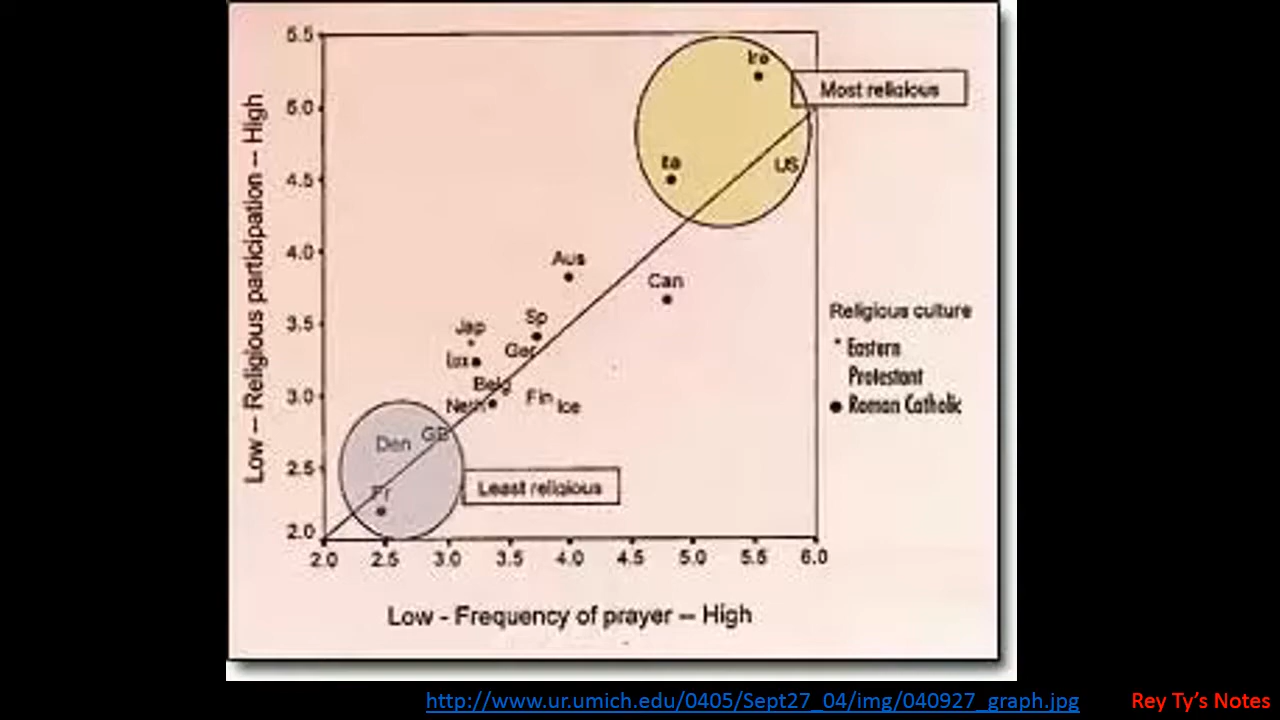 5.5
Ire
Most religious
5.0
Ita
US
4.5
4.0
Aus
Can
3.5
Sp
Jap
Ger
Lux
Belg
3.0
Fin
Ice
Neth
GB
Den
2.5
Fr
Least religious
2.0
2.0 2.5 3.0 3.5 4.0 4.5 5.0 5.5 6.0
Low -- Religious participation -- High
Low - Frequency of prayer -- High
Religious culture
* Eastern
Protestant
● Roman Catholic
http://www.ur.umich.edu/0405/Sept27_04/img/040927_graph.jpg
Rey Ty’s Notes